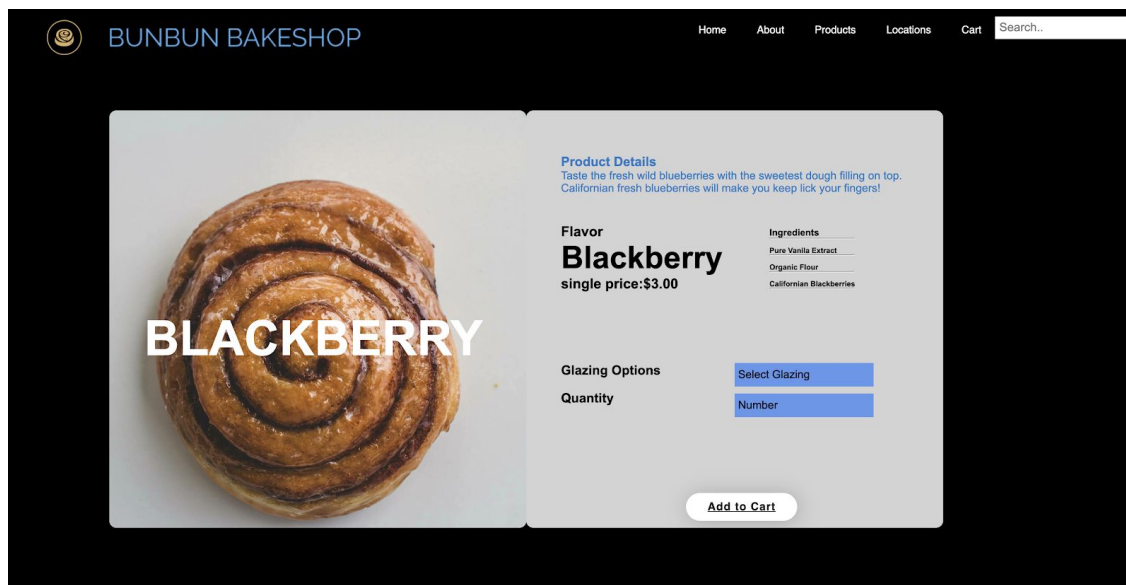 BUNBUN BAKESHOP
Home About Products Locations Cart Search..
BLACKBERRY
Product Details
Taste the fresh wild blueberries with the sweetest dough filling on top.
Californian fresh blueberries will make you keep lick your fingers!
Flavor
Blackberry
single price:$3.00
Ingredients
Pure Vanila Extract
Organic Flour
Californian Blackberries
Glazing Options Select Glazing
Quantity Number
Add to Cart